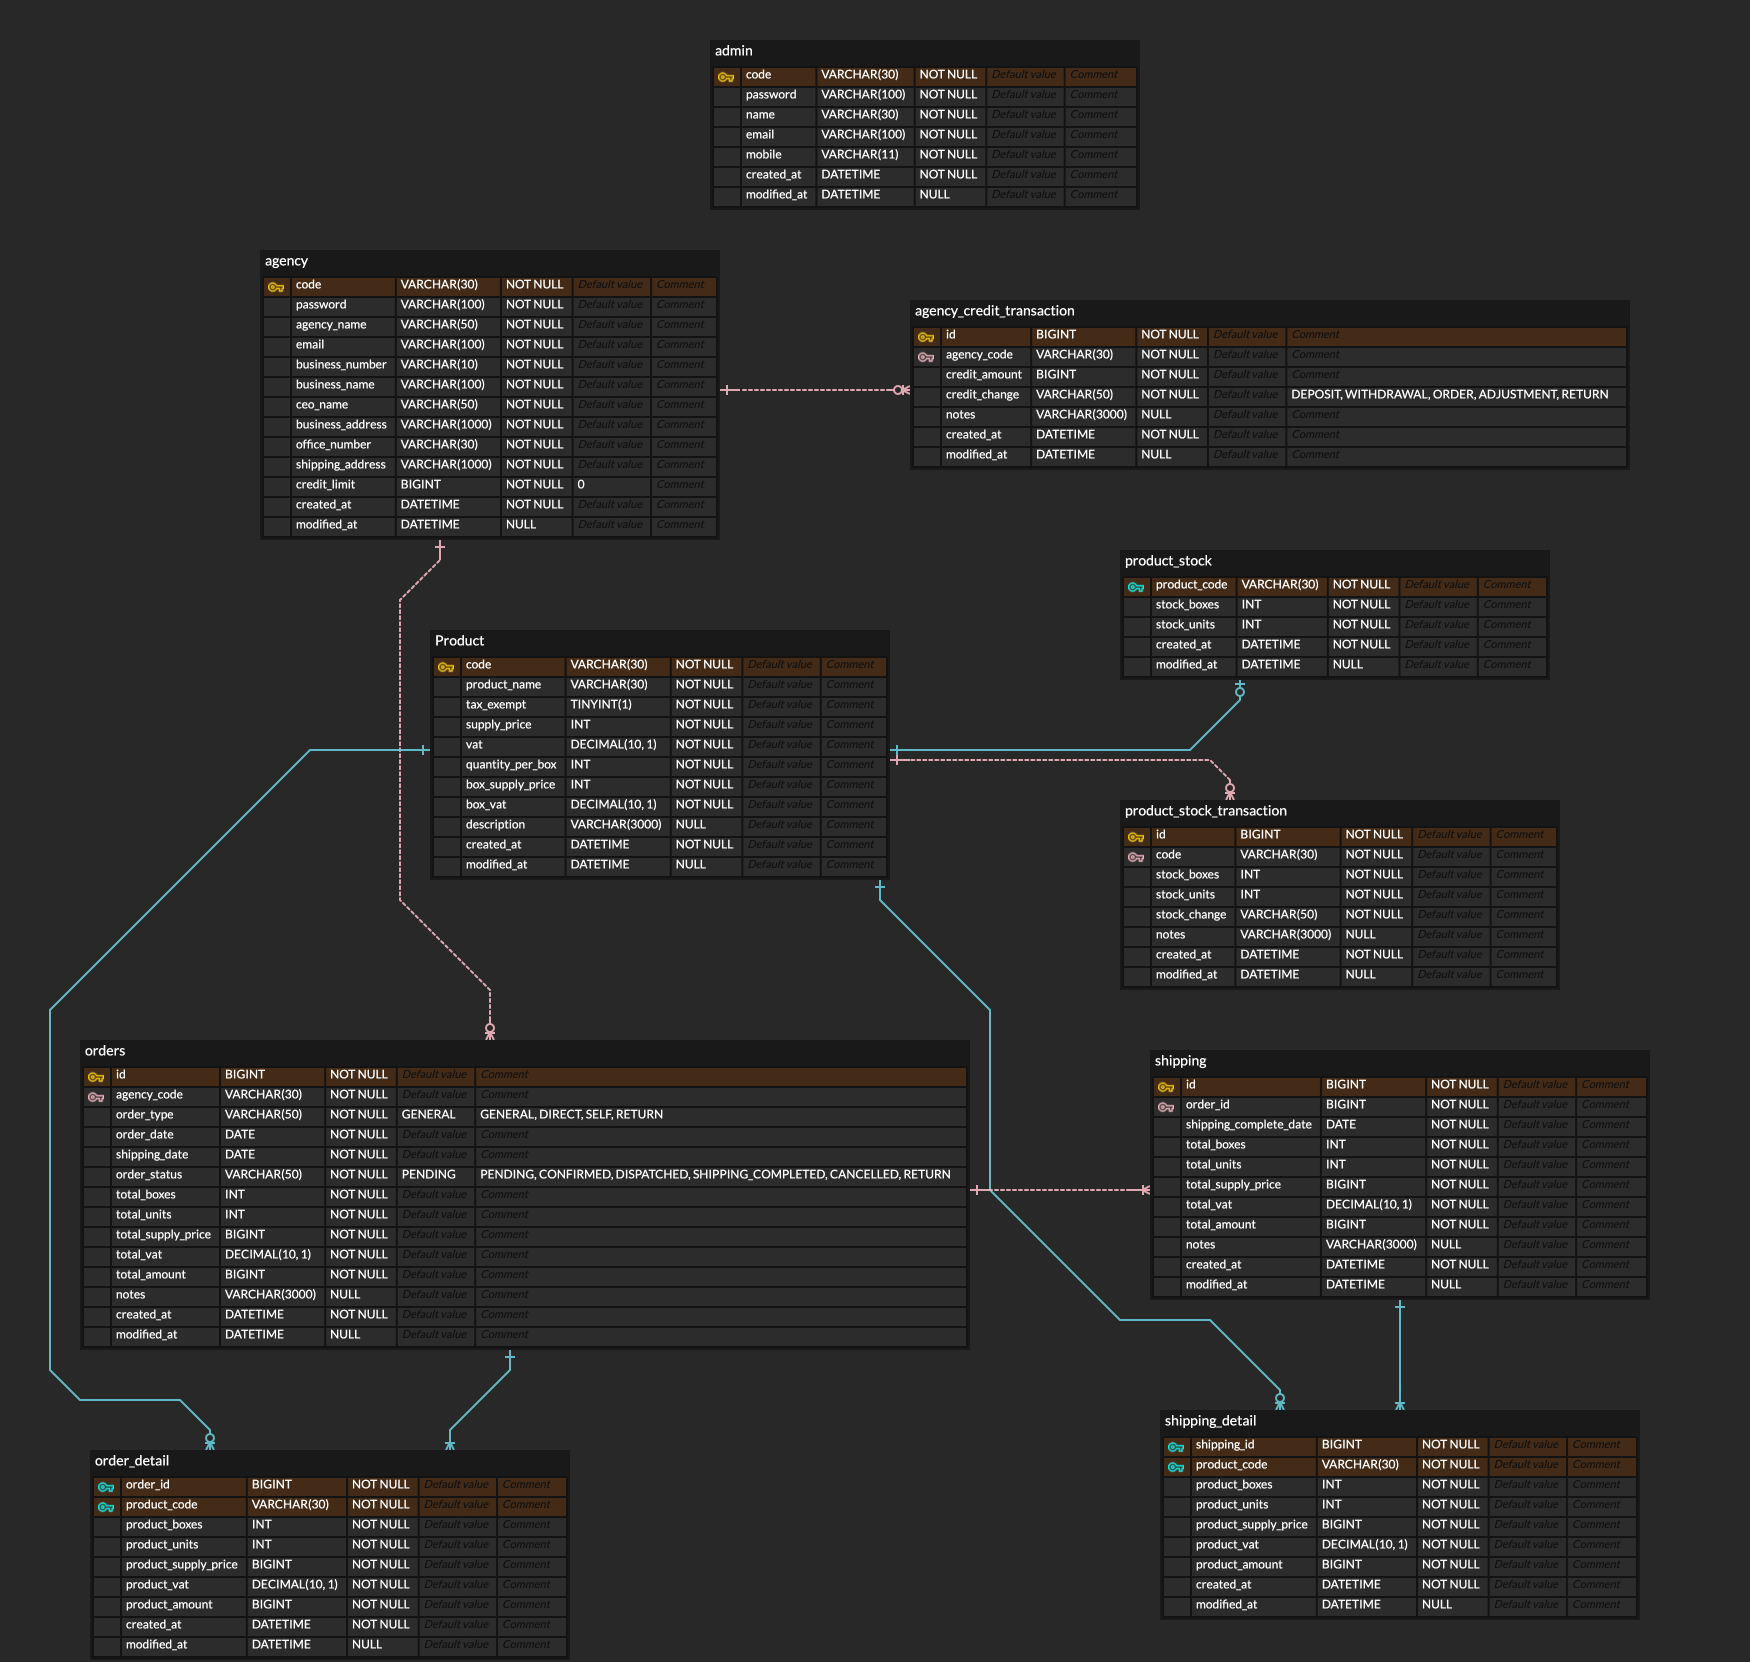 admin
code VARCHAR(30) NOT NULL Default value Comment
password VARCHAR(100) NOT NULL Default value Comment
name VARCHAR(30) NOT NULL Default value Comment
email VARCHAR(100) NOT NULL Default value Comment
mobile VARCHAR(11) NOT NULL Default value Comment
created_at DATETIME NOT NULL Default value Comment
modified_at DATETIME NULL Default value Comment
agency
code VARCHAR(30) NOT NULL Default value Comment
password VARCHAR(100) NOT NULL Default value Comment
agency_name VARCHAR(50) NOT NULL Default value Comment
email VARCHAR(100) NOT NULL Default value Comment
business_number VARCHAR(10) NOT NULL Default value Comment
business_name VARCHAR(100) NOT NULL Default value Comment
ceo_name VARCHAR(50) NOT NULL Default value Comment
business_address VARCHAR(1000) NOT NULL Default value Comment
office_number VARCHAR(30) NOT NULL Default value Comment
shipping_address VARCHAR(1000) NOT NULL Default value Comment
credit_limit BIGINT NOT NULL 0 Comment
created_at DATETIME NOT NULL Default value Comment
modified_at DATETIME NULL Default value Comment
agency_credit_transaction
id BIGINT NOT NULL Default value Comment
agency_code VARCHAR(30) NOT NULL Default value Comment
credit_amount BIGINT NOT NULL Default value Comment
credit_change VARCHAR(50) NOT NULL Default value DEPOSIT, WITHDRAWAL, ORDER, ADJUSTMENT, RETURN
notes VARCHAR(3000) NULL Default value Comment
created_at DATETIME NOT NULL Default value Comment
modified_at DATETIME NULL Default value Comment
product_stock
product_code VARCHAR(30) NOT NULL Default value Comment
stock_boxes INT NOT NULL Default value Comment
stock_units INT NOT NULL Default value Comment
created_at DATETIME NOT NULL Default value Comment
modified_at DATETIME NULL Default value Comment
Product
code VARCHAR(30) NOT NULL Default value Comment
product_name VARCHAR(30) NOT NULL Default value Comment
tax_exempt TINYINT(1) NOT NULL Default value Comment
supply_price INT NOT NULL Default value Comment
vat DECIMAL(10, 1) NOT NULL Default value Comment
quantity_per_box INT NOT NULL Default value Comment
box_supply_price INT NOT NULL Default value Comment
box_vat DECIMAL(10, 1) NOT NULL Default value Comment
description VARCHAR(3000) NULL Default value Comment
created_at DATETIME NOT NULL Default value Comment
modified_at DATETIME NULL Default value Comment
product_stock_transaction
id BIGINT NOT NULL Default value Comment
code VARCHAR(30) NOT NULL Default value Comment
stock_boxes INT NOT NULL Default value Comment
stock_units INT NOT NULL Default value Comment
stock_change VARCHAR(50) NOT NULL Default value Comment
notes VARCHAR(3000) NULL Default value Comment
created_at DATETIME NOT NULL Default value Comment
modified_at DATETIME NULL Default value Comment
orders
id BIGINT NOT NULL Default value Comment
agency_code VARCHAR(30) NOT NULL Default value Comment
order_type VARCHAR(50) NOT NULL GENERAL GENERAL, DIRECT, SELF, RETURN
order_date DATE NOT NULL Default value Comment
shipping_date DATE NOT NULL Default value Comment
order_status VARCHAR(50) NOT NULL PENDING PENDING, CONFIRMED, DISPATCHED, SHIPPING_COMPLETED, CANCELLED, RETURN
total_boxes INT NOT NULL Default value Comment
total_units INT NOT NULL Default value Comment
total_supply_price BIGINT NOT NULL Default value Comment
total_vat DECIMAL(10, 1) NOT NULL Default value Comment
total_amount BIGINT NOT NULL Default value Comment
notes VARCHAR(3000) NULL Default value Comment
created_at DATETIME NOT NULL Default value Comment
modified_at DATETIME NULL Default value Comment
shipping
id BIGINT NOT NULL Default value Comment
order_id BIGINT NOT NULL Default value Comment
shipping_complete_date DATE NOT NULL Default value Comment
total_boxes INT NOT NULL Default value Comment
total_units INT NOT NULL Default value Comment
total_supply_price BIGINT NOT NULL Default value Comment
total_vat DECIMAL(10, 1) NOT NULL Default value Comment
total_amount BIGINT NOT NULL Default value Comment
notes VARCHAR(3000) NULL Default value Comment
created_at DATETIME NOT NULL Default value Comment
modified_at DATETIME NULL Default value Comment
order_detail
order_id BIGINT NOT NULL Default value Comment
product_code VARCHAR(30) NOT NULL Default value Comment
product_boxes INT NOT NULL Default value Comment
product_units INT NOT NULL Default value Comment
product_supply_price BIGINT NOT NULL Default value Comment
product_vat DECIMAL(10, 1) NOT NULL Default value Comment
product_amount BIGINT NOT NULL Default value Comment
created_at DATETIME NOT NULL Default value Comment
modified_at DATETIME NULL Default value Comment
shipping_detail
shipping_id BIGINT NOT NULL Default value Comment
product_code VARCHAR(30) NOT NULL Default value Comment
product_boxes INT NOT NULL Default value Comment
product_units INT NOT NULL Default value Comment
product_supply_price BIGINT NOT NULL Default value Comment
product_vat DECIMAL(10, 1) NOT NULL Default value Comment
product_amount BIGINT NOT NULL Default value Comment
created_at DATETIME NOT NULL Default value Comment
modified_at DATETIME NULL Default value Comment